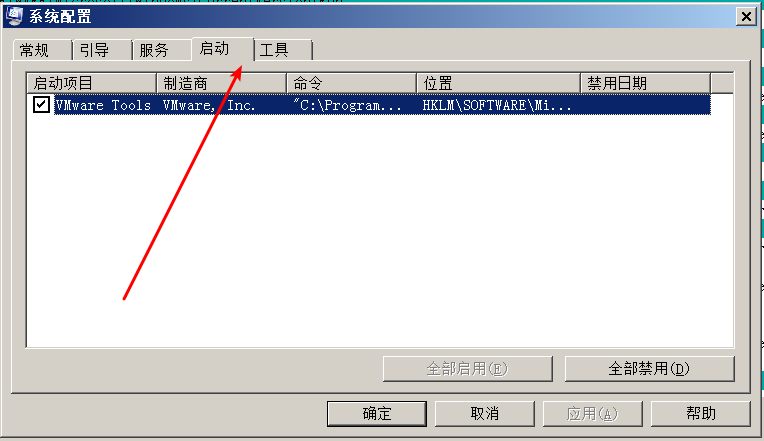 系统配置
常规 引导 服务 启动 工具
启动项目 制造商 命令 位置 禁用日期
VMware Tools VMware, Inc. "C:\Program... HKLM\SOFTWARE\Mi...
全部启用(E) 全部禁用(D)
确定 取消 应用(A) 帮助